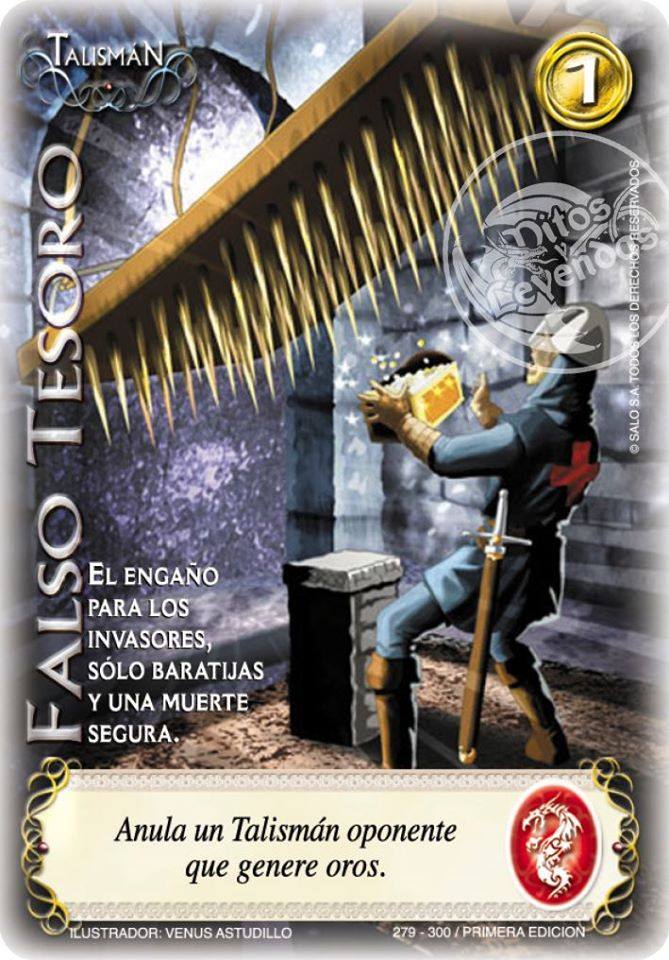 TALISMÁN
1
Mitos
y
Leyendas
FALSO TESORO
© SALO S.A. TODOS LOS DERECHOS RESERVADOS
EL ENGAÑO
PARA LOS
INVASORES,
SÓLO BARATIJAS
Y UNA MUERTE
SEGURA.
Anula un Talismán oponente
que genere oros.
ILUSTRADOR: VENUS ASTUDILLO
279 - 300 / PRIMERA EDICION